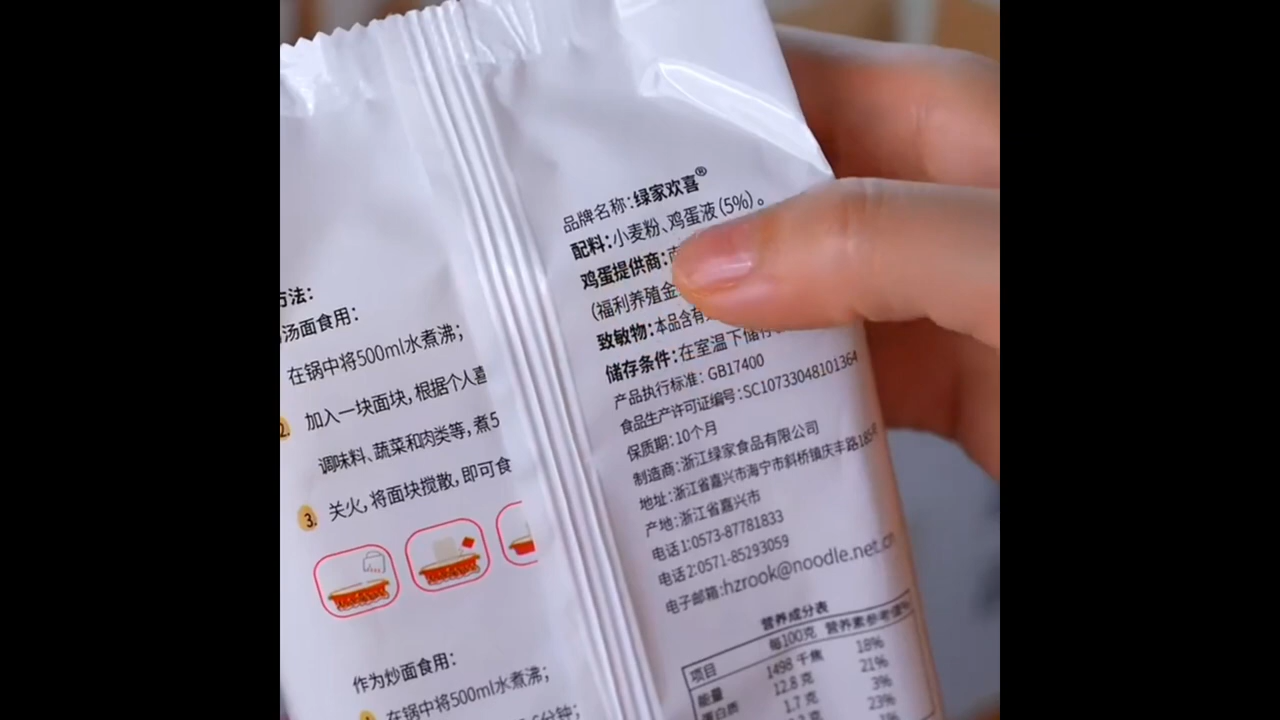 方法:
汤面食用:
在锅中将500ml水煮沸;
2. 加入一块面块,根据个人喜
调味料、蔬菜和肉类等,煮5
3. 关火,将面块搅散,即可食
作为炒面食用:
在锅中将500ml水煮沸;
分钟;
品牌名称:绿家欢喜®
配料:小麦粉、鸡蛋液(5%)。
鸡蛋提供商:
(福利养殖金
致敏物:本品含有
储存条件:在室温下储存
产品执行标准: GB17400
食品生产许可证编号:SC10733048101364
保质期:10个月
制造商:浙江绿家食品有限公司
地址:浙江省嘉兴市海宁市斜桥镇庆丰路185号
产地:浙江省嘉兴市
电话1:0573-87781833
电话2:0571-85293059
电子邮箱:hzrook@noodle.net.cn
营养成分表
项目 每100克 营养素参考值%
能量 1498 千焦 18%
蛋白质 12.8 克 21%
1.7 克 3%
23%
1%